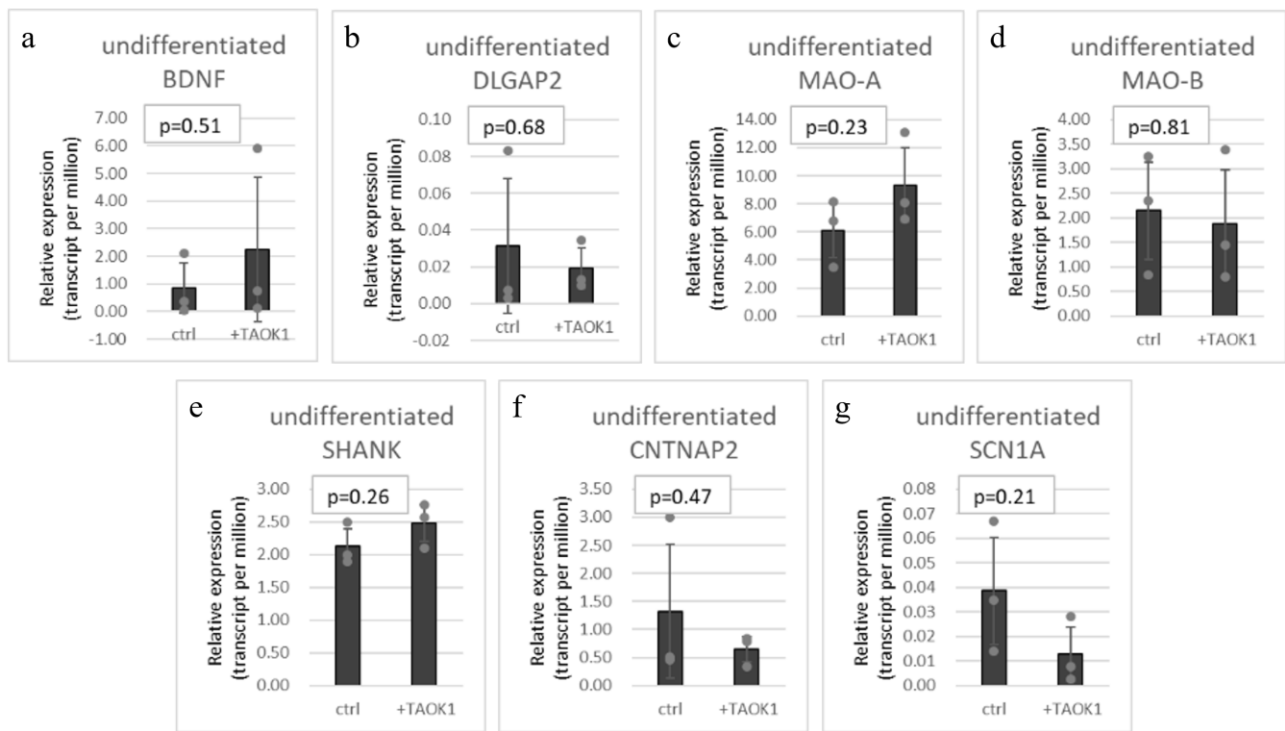 a
undifferentiated
BDNF
p=0.51
Relative expression
(transcript per million)
7.00
6.00
5.00
4.00
3.00
2.00
1.00
0.00
-1.00
ctrl
+TAOK1
b
undifferentiated
DLGAP2
p=0.68
Relative expression
(transcript per million)
0.10
0.08
0.06
0.04
0.02
0.00
-0.02
ctrl
+TAOK1
c
undifferentiated
MAO-A
p=0.23
Relative expression
(transcript per million)
14.00
12.00
10.00
8.00
6.00
4.00
2.00
0.00
ctrl
+TAOK1
d
undifferentiated
MAO-B
p=0.81
Relative expression
(transcript per million)
4.00
3.50
3.00
2.50
2.00
1.50
1.00
0.50
0.00
ctrl
+TAOK1
e
undifferentiated
SHANK
p=0.26
Relative expression
(transcript per million)
3.00
2.50
2.00
1.50
1.00
0.50
0.00
ctrl
+TAOK1
f
undifferentiated
CNTNAP2
p=0.47
Relative expression
(transcript per million)
3.50
3.00
2.50
2.00
1.50
1.00
0.50
0.00
ctrl
+TAOK1
g
undifferentiated
SCN1A
p=0.21
Relative expression
(transcript per million)
0.08
0.07
0.06
0.05
0.04
0.03
0.02
0.01
0.00
ctrl
+TAOK1